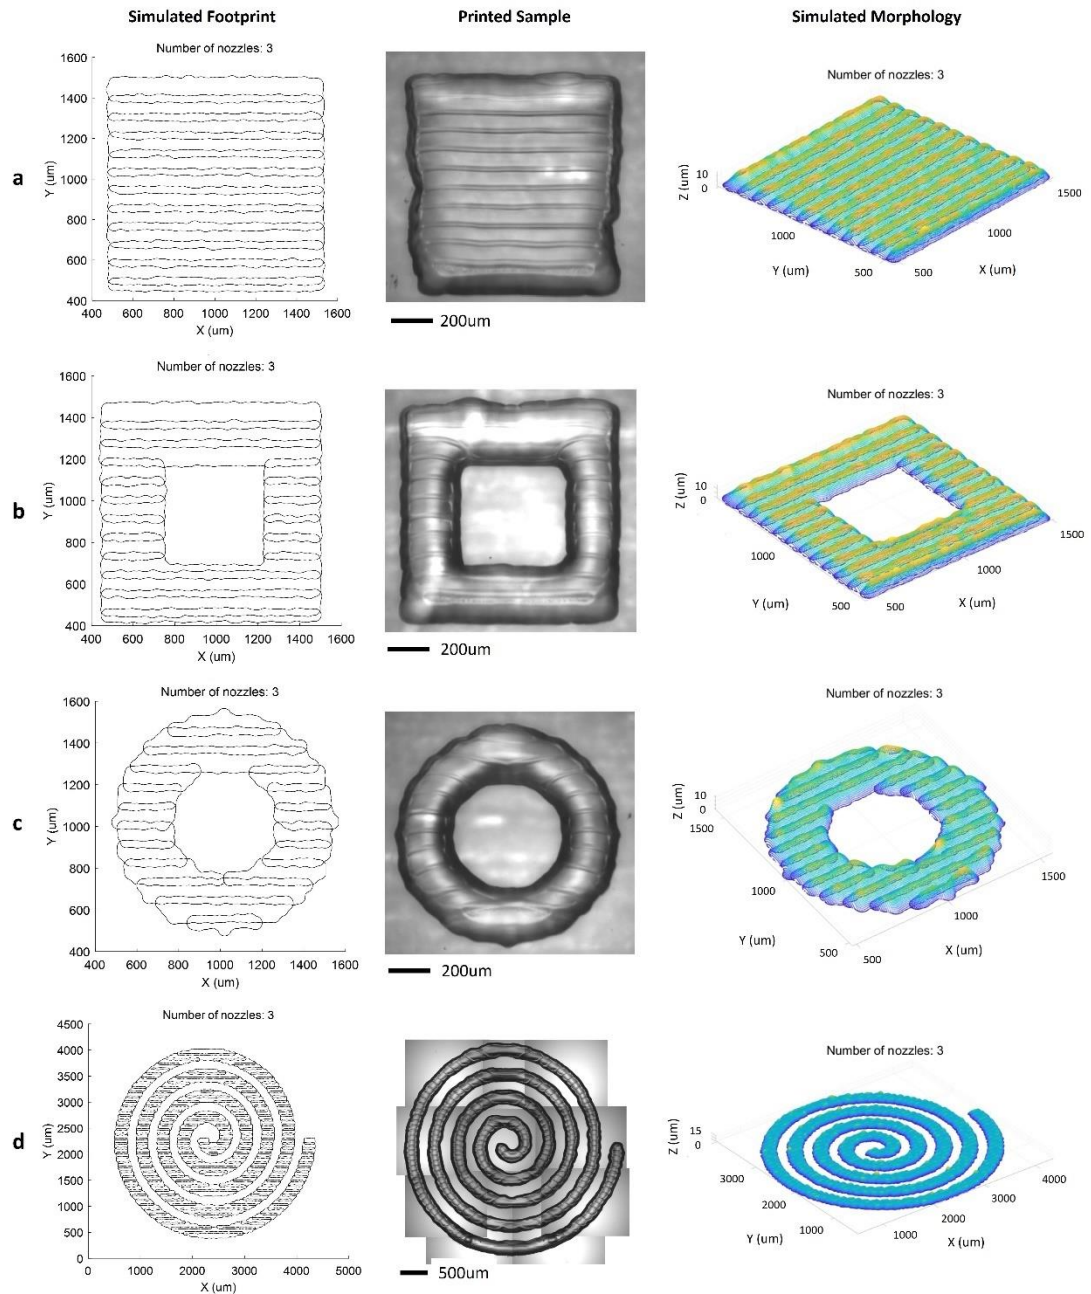 Simulated Footprint Printed Sample Simulated Morphology
Number of nozzles: 3
1600
1400
1200
1000
800
600
400
400 600 800 1000 1200 1400 1600
Y (um)
X (um)
a
200um
Number of nozzles: 3
10
0
Z (um)
1000
500
Y (um)
500
1000
1500
X (um)
Number of nozzles: 3
1600
1400
1200
1000
800
600
400
400 600 800 1000 1200 1400 1600
Y (um)
X (um)
b
200um
Number of nozzles: 3
10
0
Z (um)
1000
500
Y (um)
500
1000
1500
X (um)
Number of nozzles: 3
1600
1400
1200
1000
800
600
400
400 600 800 1000 1200 1400 1600
Y (um)
X (um)
c
200um
Number of nozzles: 3
10
0
Z (um)
1500
1000
500
Y (um)
500
1000
1500
X (um)
Number of nozzles: 3
4500
4000
3500
3000
2500
2000
1500
1000
500
0
0 1000 2000 3000 4000 5000
Y (um)
X (um)
d
500um
Number of nozzles: 3
15
0
Z (um)
3000
2000
1000
Y (um)
1000
2000
3000
4000
X (um)